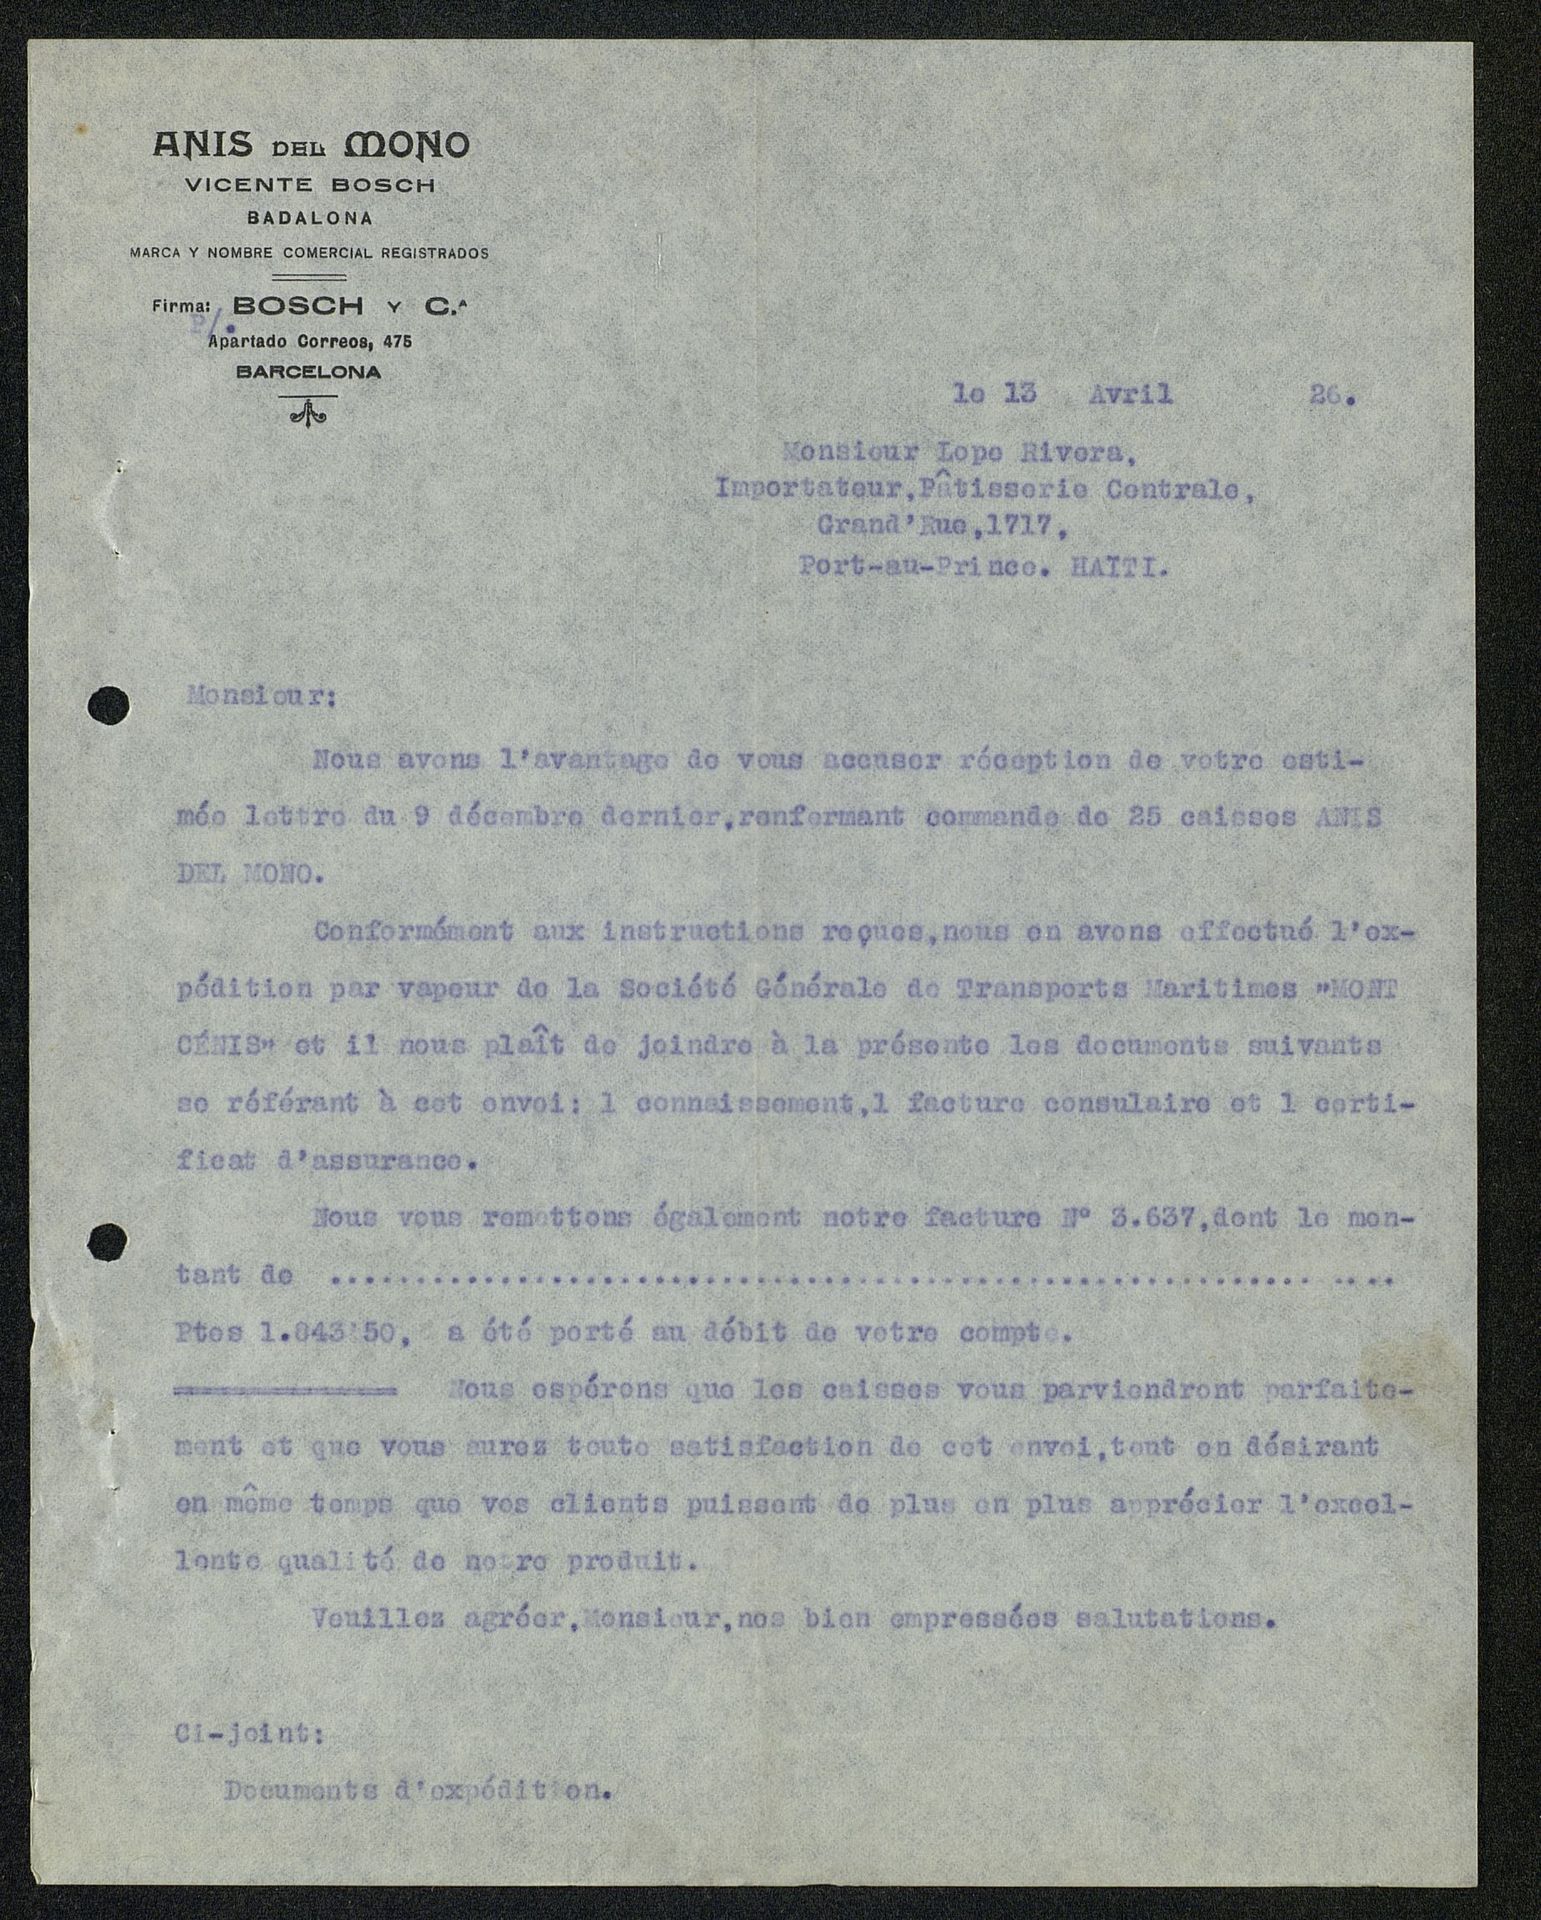 ANIS DEL MONO
VICENTE BOSCH
BADALONA
MARCA Y NOMBRE COMERCIAL REGISTRADOS
Firma: BOSCH Y C.ª
P/.
Apartado Correos, 475
BARCELONA
le 13 Avril 26.
Monsieur Lope Rivera,
Importateur,Pâtisserie Centrale,
Grand'Rue,1717,
Port-au-Prince. HAÏTI.
Monsieur:
Nous avons l'avantage de vous accuser réception de votre esti-
mée lettre du 9 décembre dernier,renfermant commande de 25 caisses ANIS
DEL MONO.
Conformément aux instructions reçues,nous en avons effectué l'ex-
pédition par vapeur de la Société Générale de Transports Maritimes "MONT
CÉNIS" et il nous plaît de joindre à la présente les documents suivants
se référant à cet envoi: 1 connaissement,1 facture consulaire et 1 certi-
ficat d'assurance.
Nous vous remettons également notre facture Nº 3.637,dont le mon-
tant de ................................................................
Ptes 1.843'50, a été porté au débit de votre compte.
Nous espérons que les caisses vous parviendront parfaite-
ment et que vous aurez toute satisfaction de cet envoi,tout en désirant
en même temps que vos clients puissent de plus en plus apprécier l'excel-
lente qualité de notre produit.
Veuillez agréer,Monsieur,nos bien empressées salutations.
Ci-joint:
Documents d'expédition.